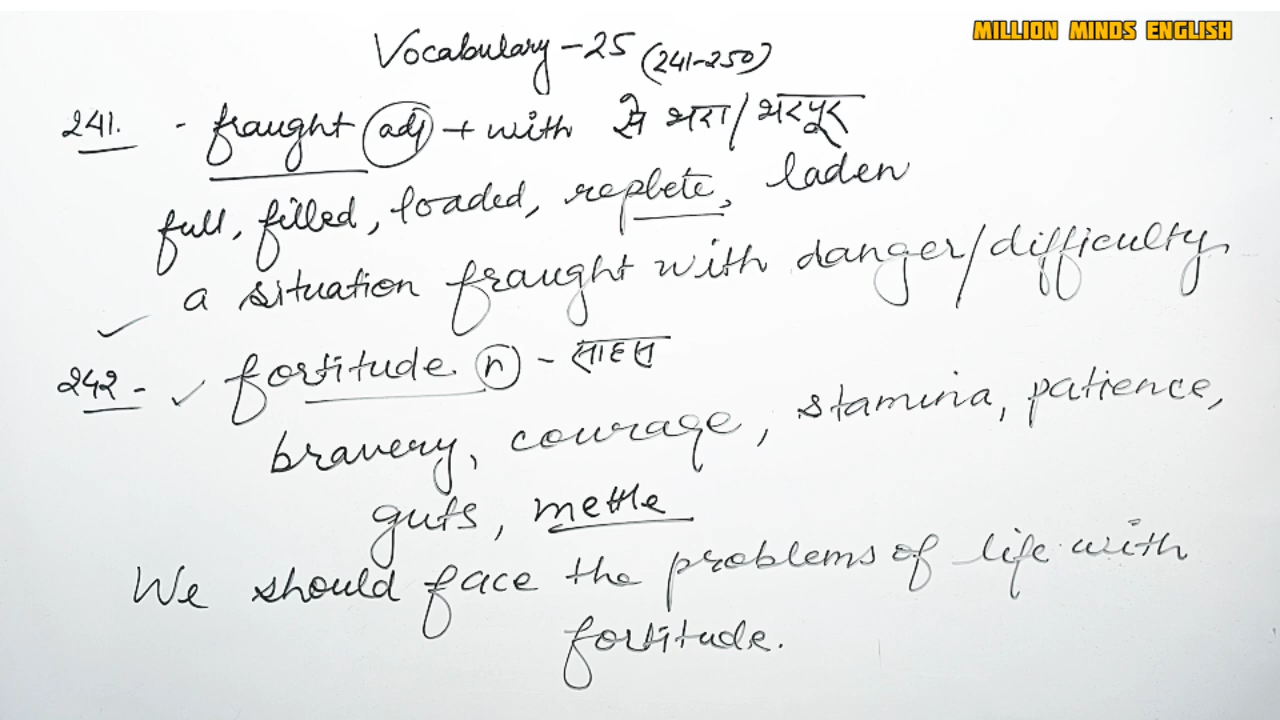 MILLION MINDS ENGLISH
Vocabulary - 25 (241-250)
241. - fraught (adj) + with से भरा/भरपूर
full, filled, loaded, replete, laden
a situation fraught with danger/difficulty
242 - ✓ fortitude (n) - साहस
bravery, courage, stamina, patience,
guts, mettle
We should face the problems of life with
fortitude.